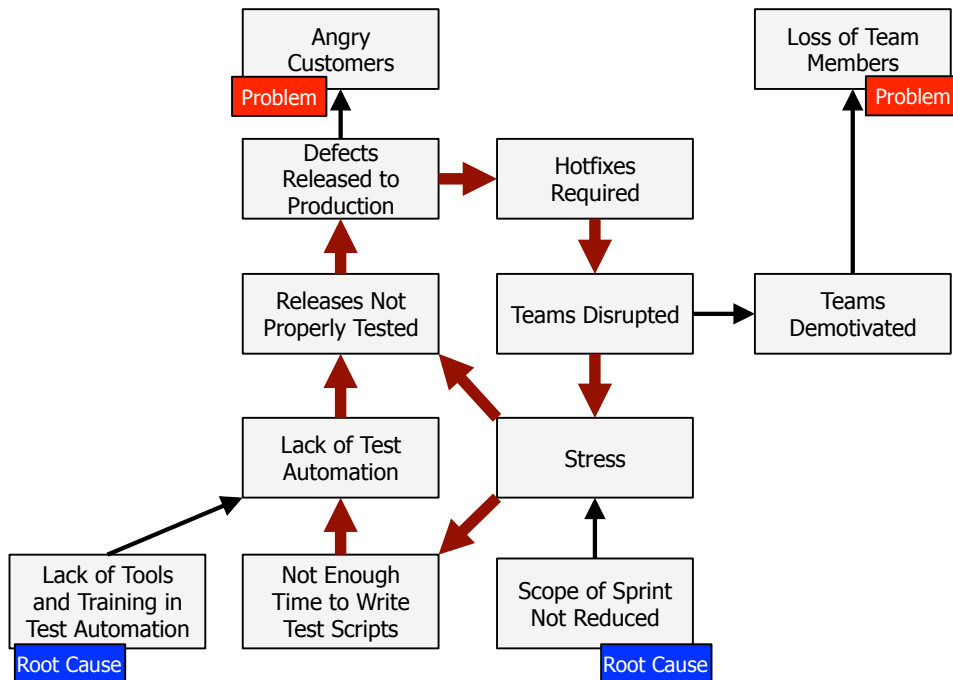 Angry
Customers
Problem
Loss of Team
Members
Problem
Defects
Released to
Production
Hotfixes
Required
Releases Not
Properly Tested
Teams Disrupted
Teams
Demotivated
Lack of Test
Automation
Stress
Lack of Tools
and Training in
Test Automation
Root Cause
Not Enough
Time to Write
Test Scripts
Scope of Sprint
Not Reduced
Root Cause